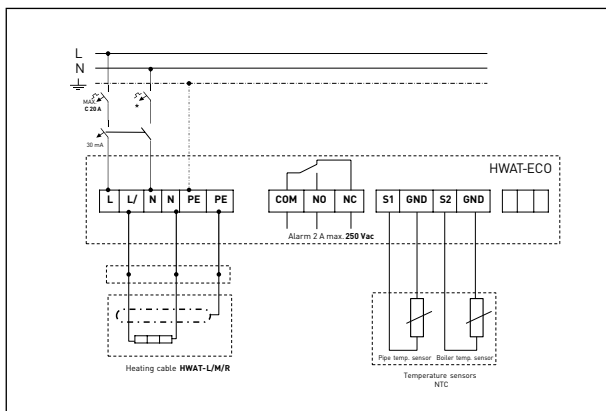 L
N
MAX.
C 20 A
*
30 mA
HWAT-ECO
L L/ N N PE PE
COM NO NC
S1 GND S2 GND
Alarm 2 A max. 250 Vac
Heating cable HWAT-L/M/R
Pipe temp. sensor Boiler temp. sensor
Temperature sensors
NTC